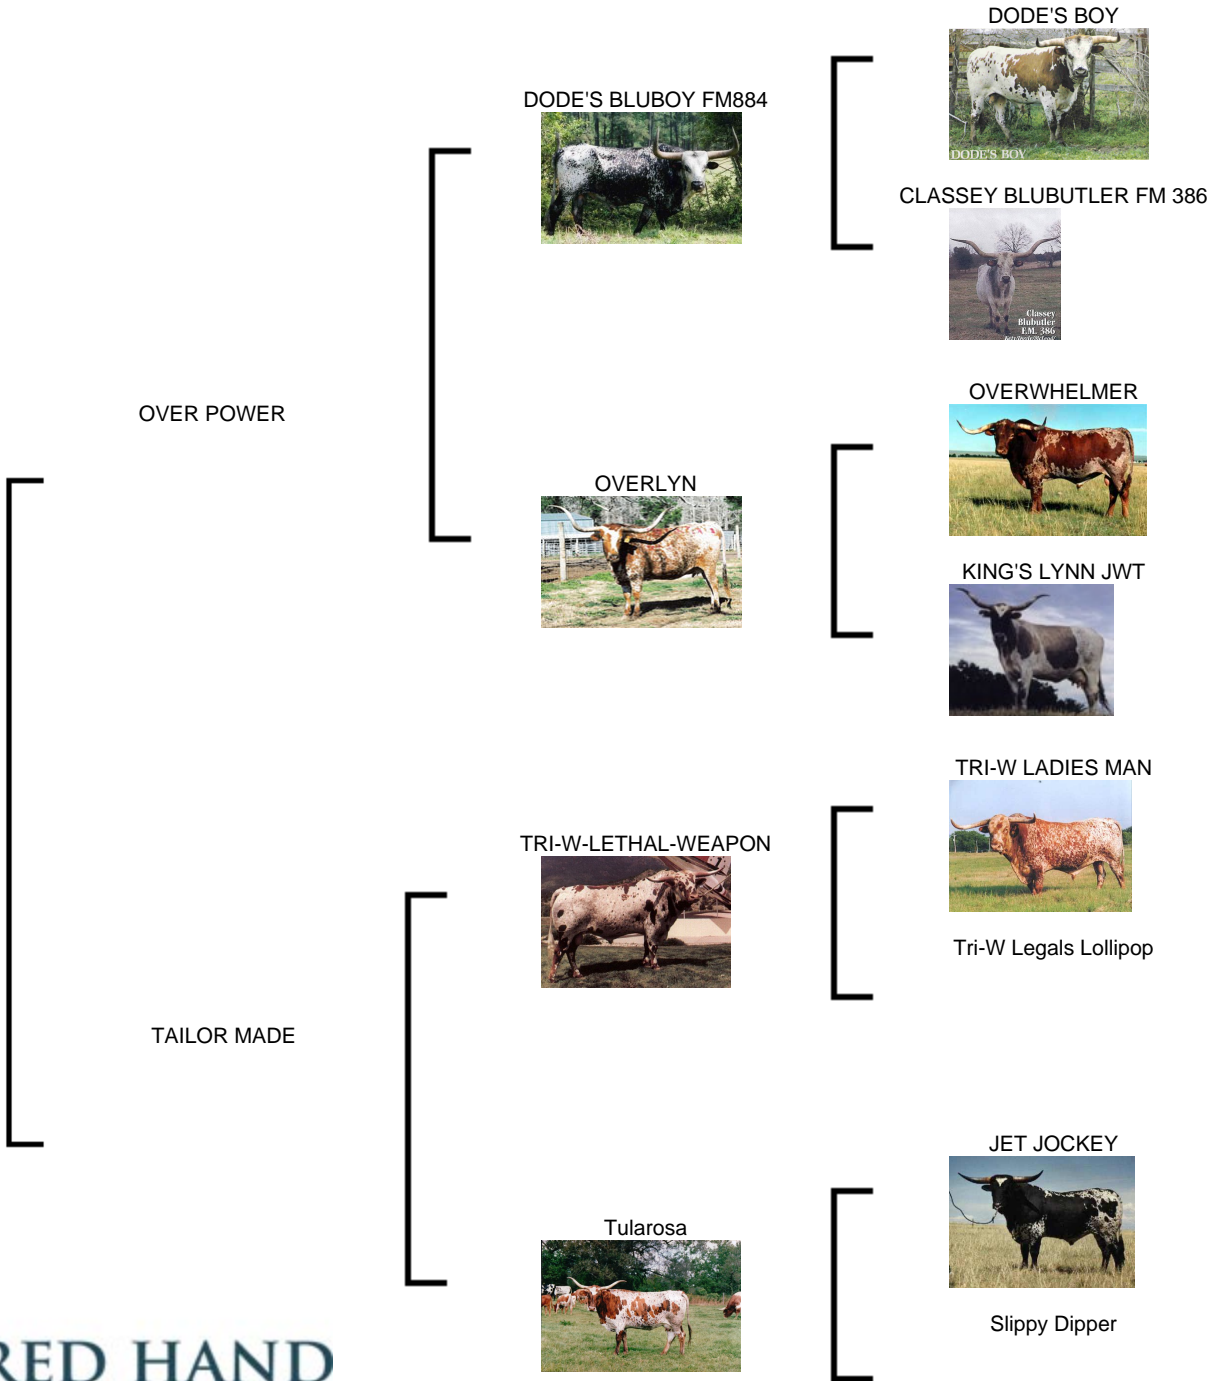 DODE'S BOY
DODE'S BOY
DODE'S BLUBOY FM884
CLASSEY BLUBUTLER FM 386
Classey
Blubutler
F.M. 386
OVER POWER
OVERWHELMER
OVERLYN
KING'S LYNN JWT
TRI-W LADIES MAN
TRI-W-LETHAL-WEAPON
Tri-W Legals Lollipop
TAILOR MADE
JET JOCKEY
Tularosa
Slippy Dipper
RED HAND